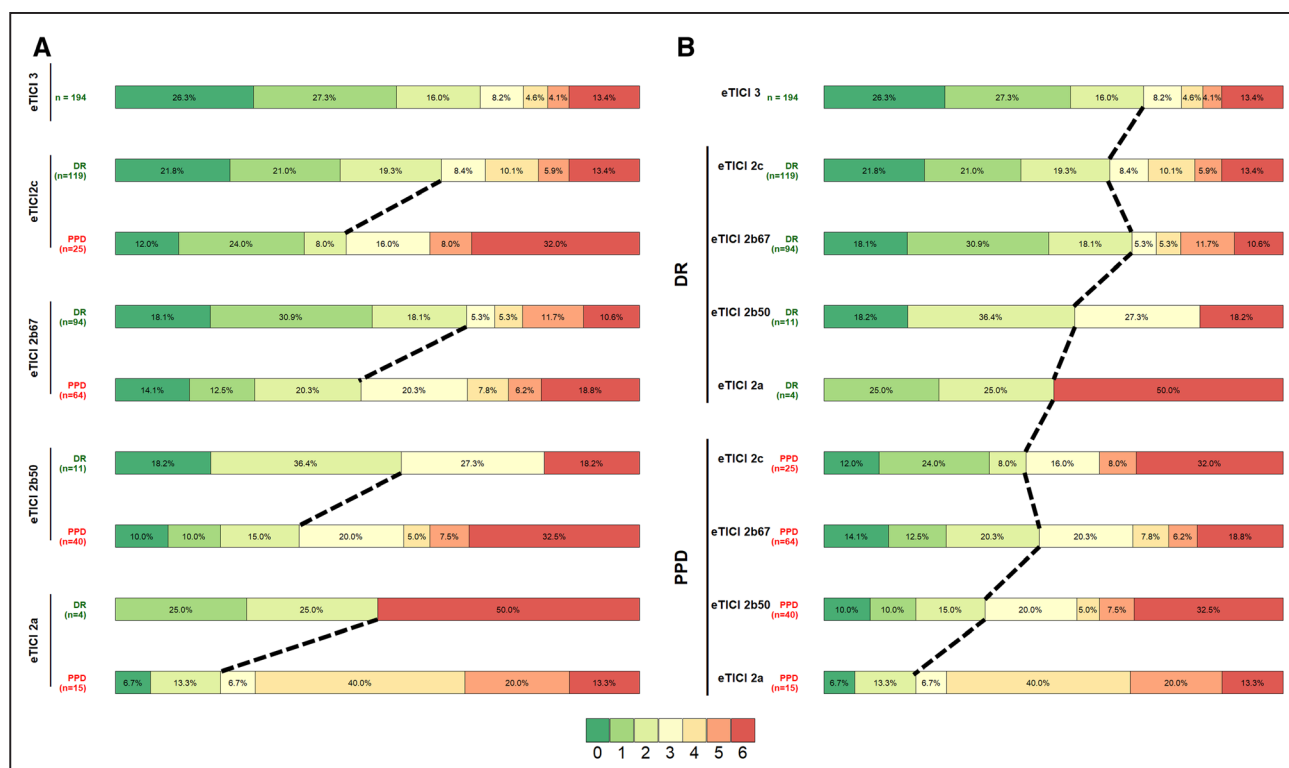 A
eTICI 3
n = 194
26.3% 27.3% 16.0% 8.2% 4.6% 4.1% 13.4%
eTICI2c
DR
(n=119)
21.8% 21.0% 19.3% 8.4% 10.1% 5.9% 13.4%
PPD
(n=25)
12.0% 24.0% 8.0% 16.0% 8.0% 32.0%
eTICI 2b67
DR
(n=94)
18.1% 30.9% 18.1% 5.3% 5.3% 11.7% 10.6%
PPD
(n=64)
14.1% 12.5% 20.3% 20.3% 7.8% 6.2% 18.8%
eTICI 2b50
DR
(n=11)
18.2% 36.4% 27.3% 18.2%
PPD
(n=40)
10.0% 10.0% 15.0% 20.0% 5.0% 7.5% 32.5%
eTICI 2a
DR
(n=4)
25.0% 25.0% 50.0%
PPD
(n=15)
6.7% 13.3% 6.7% 40.0% 20.0% 13.3%
B
eTICI 3
n = 194
26.3% 27.3% 16.0% 8.2% 4.6% 4.1% 13.4%
DR
eTICI 2c
DR
(n=119)
21.8% 21.0% 19.3% 8.4% 10.1% 5.9% 13.4%
eTICI 2b67
DR
(n=94)
18.1% 30.9% 18.1% 5.3% 5.3% 11.7% 10.6%
eTICI 2b50
DR
(n=11)
18.2% 36.4% 27.3% 18.2%
eTICI 2a
DR
(n=4)
25.0% 25.0% 50.0%
PPD
eTICI 2c
PPD
(n=25)
12.0% 24.0% 8.0% 16.0% 8.0% 32.0%
eTICI 2b67
PPD
(n=64)
14.1% 12.5% 20.3% 20.3% 7.8% 6.2% 18.8%
eTICI 2b50
PPD
(n=40)
10.0% 10.0% 15.0% 20.0% 5.0% 7.5% 32.5%
eTICI 2a
PPD
(n=15)
6.7% 13.3% 6.7% 40.0% 20.0% 13.3%
0 1 2 3 4 5 6